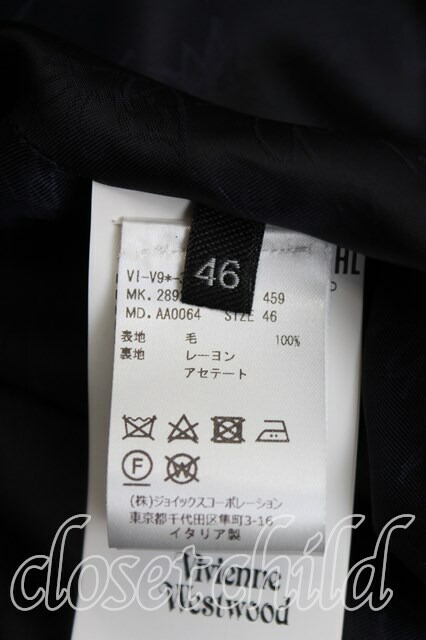 46
HL
P
VI-V9*-
MK. 289 459
MD. AA0064 SIZE 46
表地 毛 100%
裏地 レーヨン
アセテート
F W
(株)ジョイックスコーポレーション
東京都千代田区隼町3-16
イタリア製
Vivienne
Westwood
closetchild